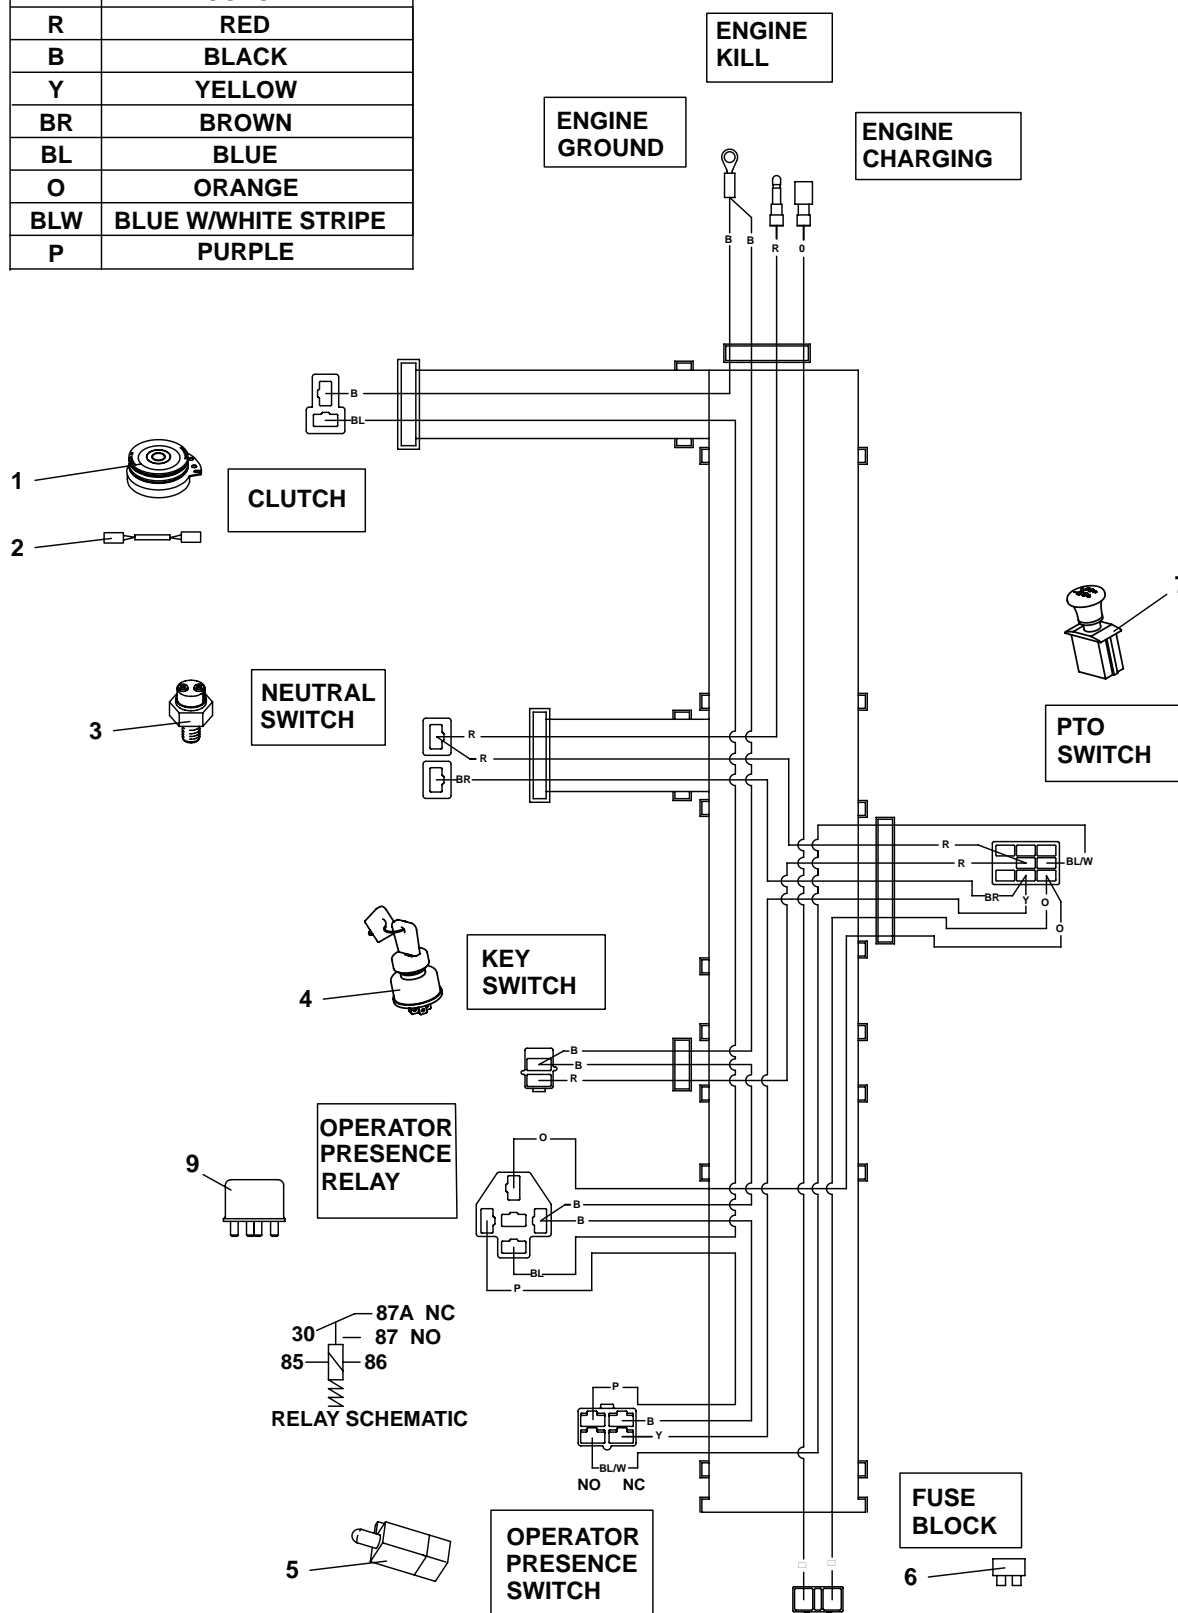 R RED
B BLACK
Y YELLOW
BR BROWN
BL BLUE
O ORANGE
BLW BLUE W/WHITE STRIPE
P PURPLE
ENGINE
KILL
ENGINE
GROUND
ENGINE
CHARGING
B B R 0
B
BL
1
CLUTCH
2
NEUTRAL
SWITCH
3
R
R
BR
PTO
SWITCH
R
R
BL/W
BR Y O
O
KEY
SWITCH
4
B
B
R
OPERATOR
PRESENCE
RELAY
9
O
B
B
BL
P
87A NC
30 87 NO
85 86
RELAY SCHEMATIC
P
B
Y
BL/W
NO NC
FUSE
BLOCK
OPERATOR
PRESENCE
SWITCH
5
6